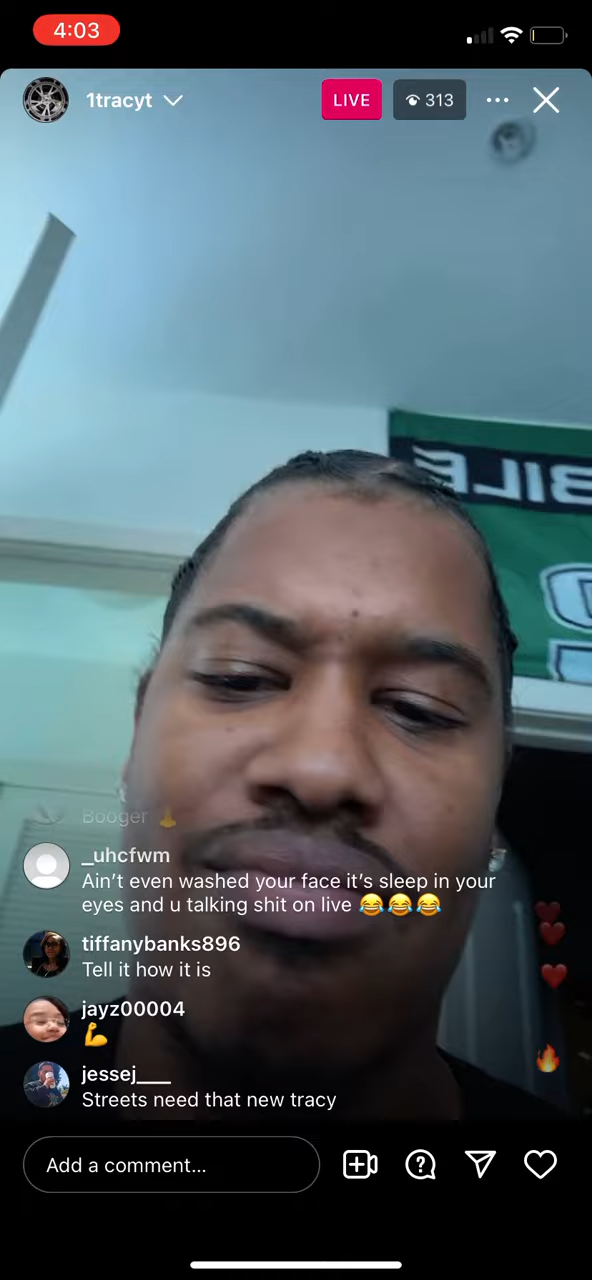 4:03
1tracyt
LIVE
313
BILE
Booger
_uhcfwm
Ain't even washed your face it's sleep in your
eyes and u talking shit on live 😂😂😂
tiffanybanks896
Tell it how it is
jayz00004
💪
jessej___
Streets need that new tracy
Add a comment...